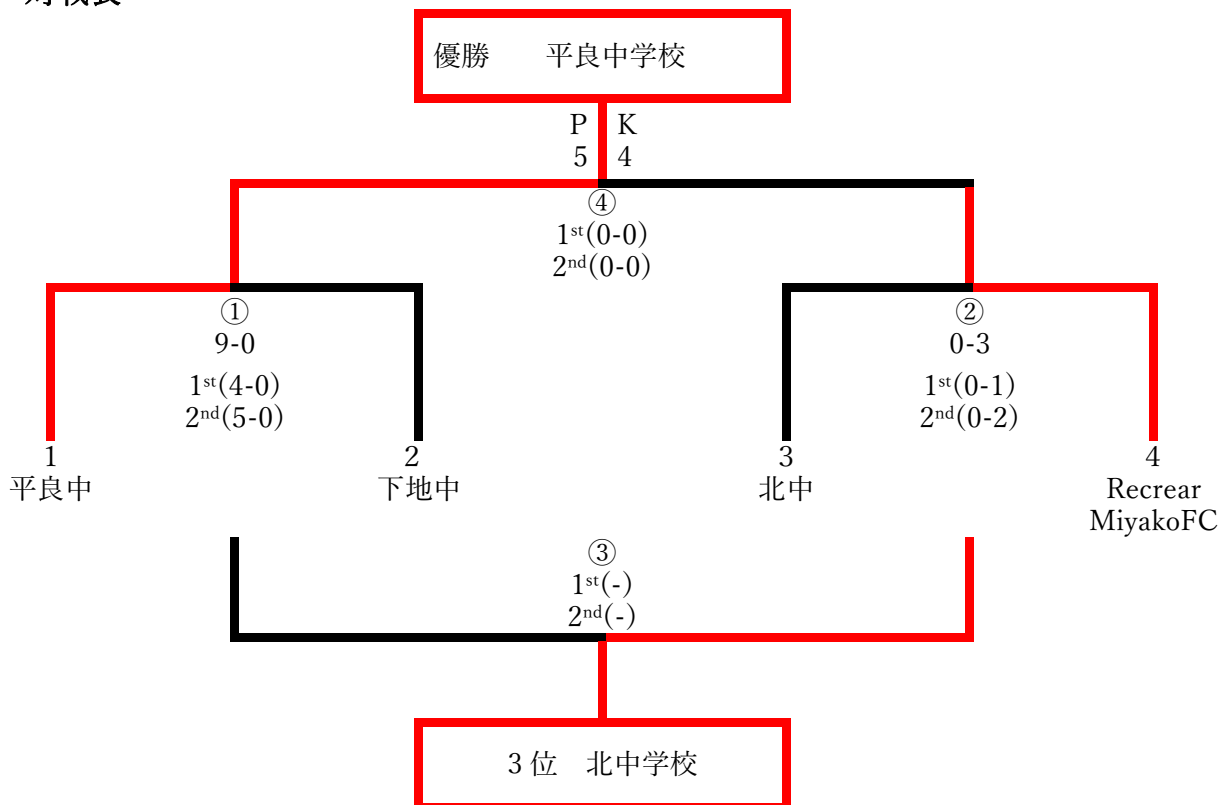 優勝　　平良中学校
P K
5 4
④
1st(0-0)
2nd(0-0)
①
9-0
1st(4-0)
2nd(5-0)
②
0-3
1st(0-1)
2nd(0-2)
1
平良中
2
下地中
3
北中
4
Recrear
MiyakoFC
③
1st(-)
2nd(-)
3位　北中学校